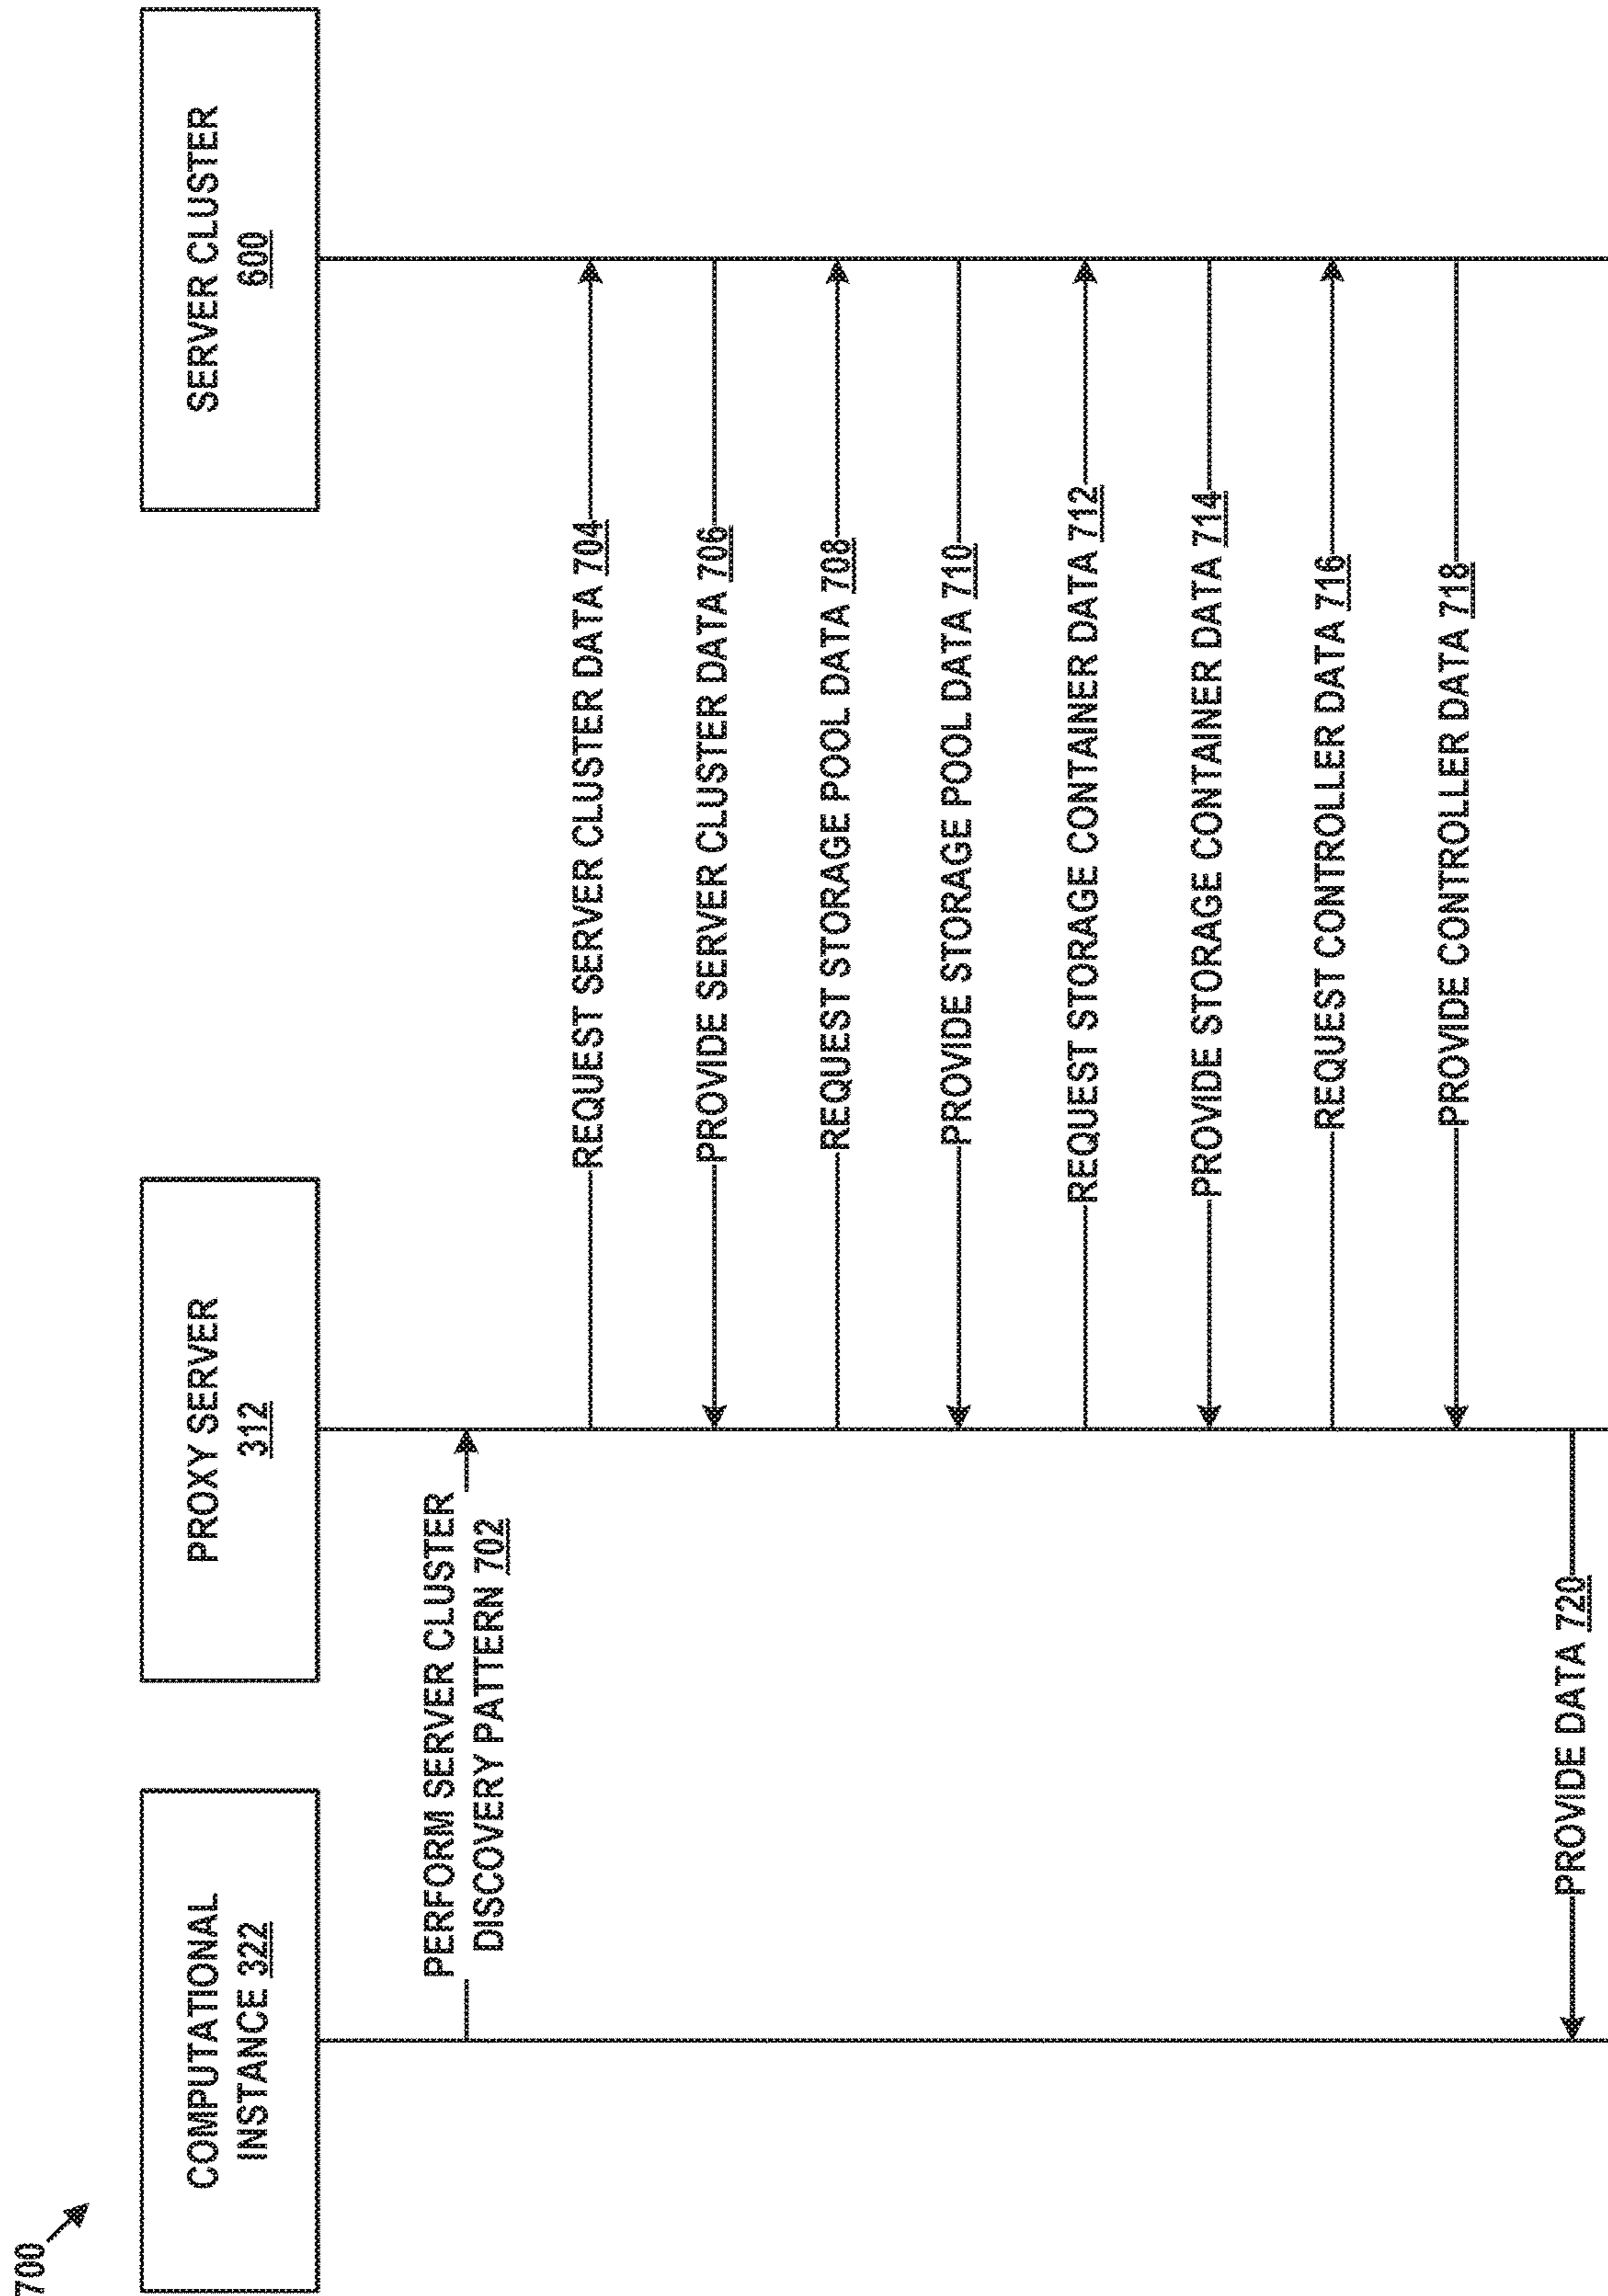 700
COMPUTATIONAL
INSTANCE 322
PROXY SERVER
312
SERVER CLUSTER
600
PERFORM SERVER CLUSTER
DISCOVERY PATTERN 702
REQUEST SERVER CLUSTER DATA 704
PROVIDE SERVER CLUSTER DATA 706
REQUEST STORAGE POOL DATA 708
PROVIDE STORAGE POOL DATA 710
REQUEST STORAGE CONTAINER DATA 712
PROVIDE STORAGE CONTAINER DATA 714
REQUEST CONTROLLER DATA 716
PROVIDE CONTROLLER DATA 718
PROVIDE DATA 720